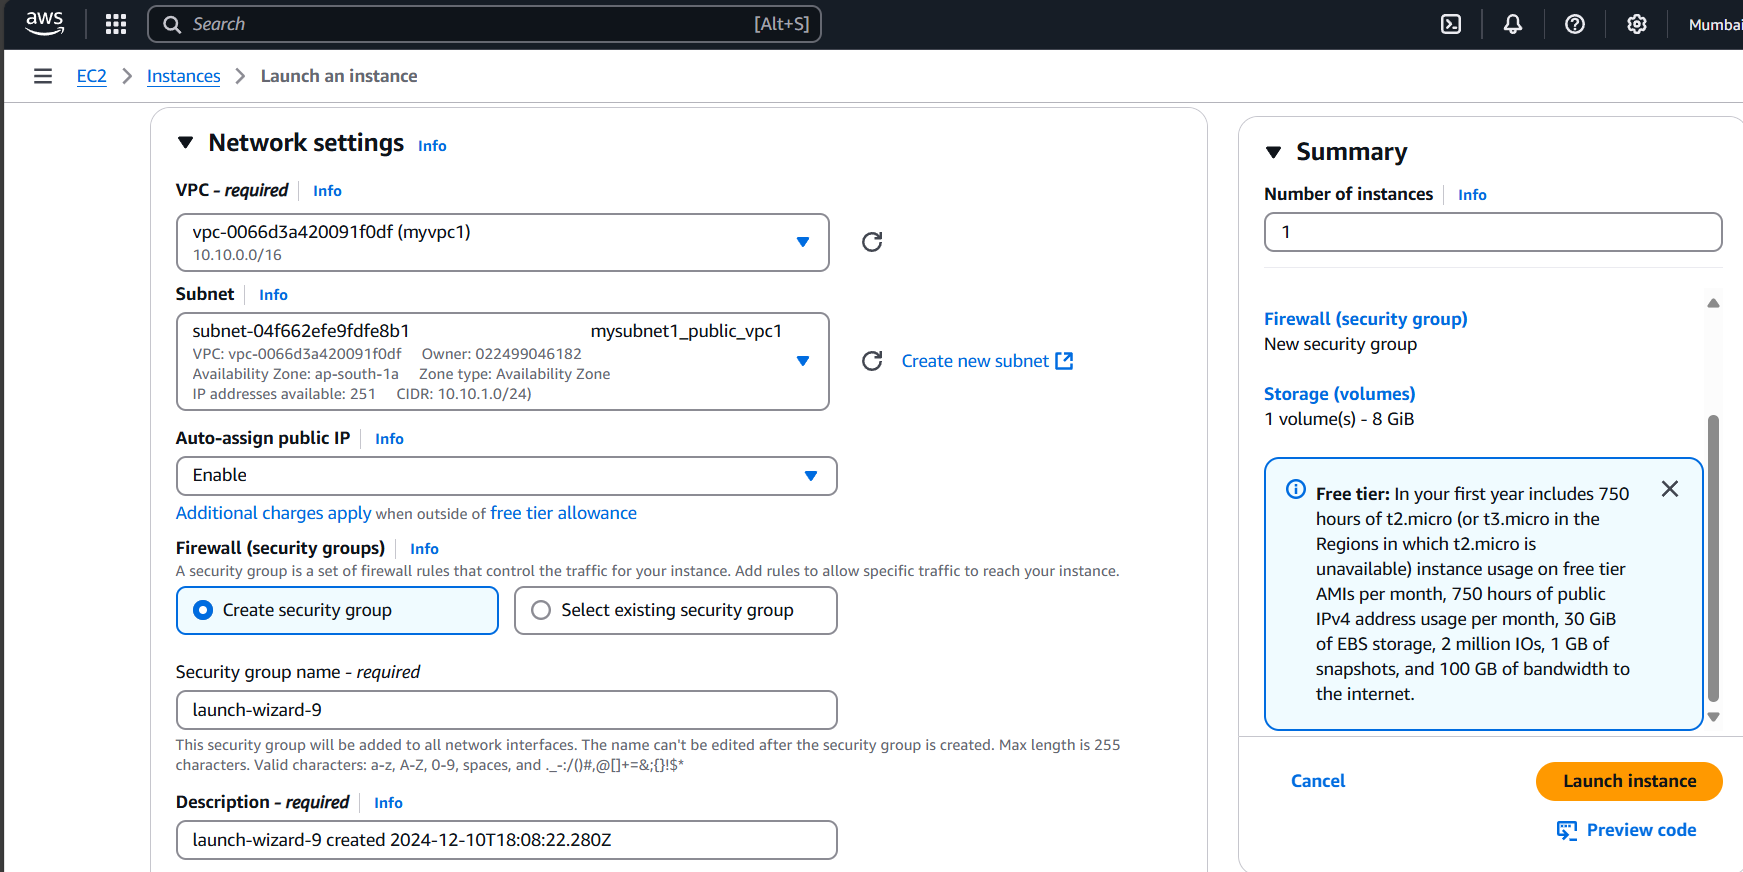 aws
Search [Alt+S]
Mumbai
EC2 > Instances > Launch an instance
Network settings Info
VPC - required Info
vpc-0066d3a420091f0df (myvpc1)
10.10.0.0/16
Subnet Info
subnet-04f662efe9fdfe8b1 mysubnet1_public_vpc1
VPC: vpc-0066d3a420091f0df Owner: 022499046182
Availability Zone: ap-south-1a Zone type: Availability Zone
IP addresses available: 251 CIDR: 10.10.1.0/24)
Create new subnet
Auto-assign public IP Info
Enable
Additional charges apply when outside of free tier allowance
Firewall (security groups) Info
A security group is a set of firewall rules that control the traffic for your instance. Add rules to allow specific traffic to reach your instance.
Create security group
Select existing security group
Security group name - required
launch-wizard-9
This security group will be added to all network interfaces. The name can't be edited after the security group is created. Max length is 255
characters. Valid characters: a-z, A-Z, 0-9, spaces, and ._-:/()#,@[]+=&;{}!$*
Description - required Info
launch-wizard-9 created 2024-12-10T18:08:22.280Z
Summary
Number of instances Info
1
Firewall (security group)
New security group
Storage (volumes)
1 volume(s) - 8 GiB
Free tier: In your first year includes 750
hours of t2.micro (or t3.micro in the
Regions in which t2.micro is
unavailable) instance usage on free tier
AMIs per month, 750 hours of public
IPv4 address usage per month, 30 GiB
of EBS storage, 2 million IOs, 1 GB of
snapshots, and 100 GB of bandwidth to
the internet.
Cancel
Launch instance
Preview code